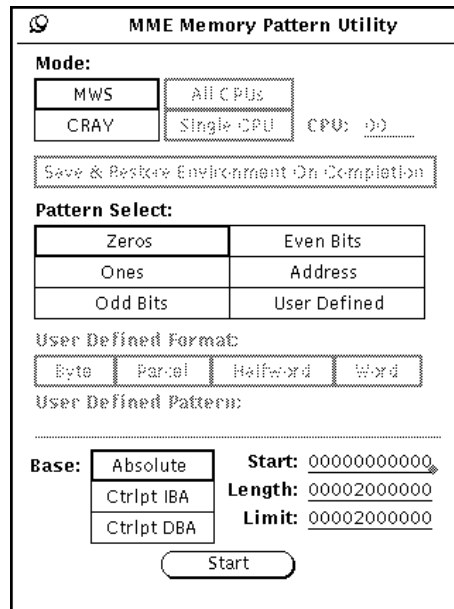 MME Memory Pattern Utility
Mode:
MWS All CPUs
CRAY Single CPU CPU: 00
Save & Restore Environment On Completion
Pattern Select:
Zeros Even Bits
Ones Address
Odd Bits User Defined
User Defined Format:
Byte Parcel Halfword Word
User Defined Pattern:
Base: Absolute Start: 00000000000
Ctrlpt IBA Length: 00002000000
Ctrlpt DBA Limit: 00002000000
Start